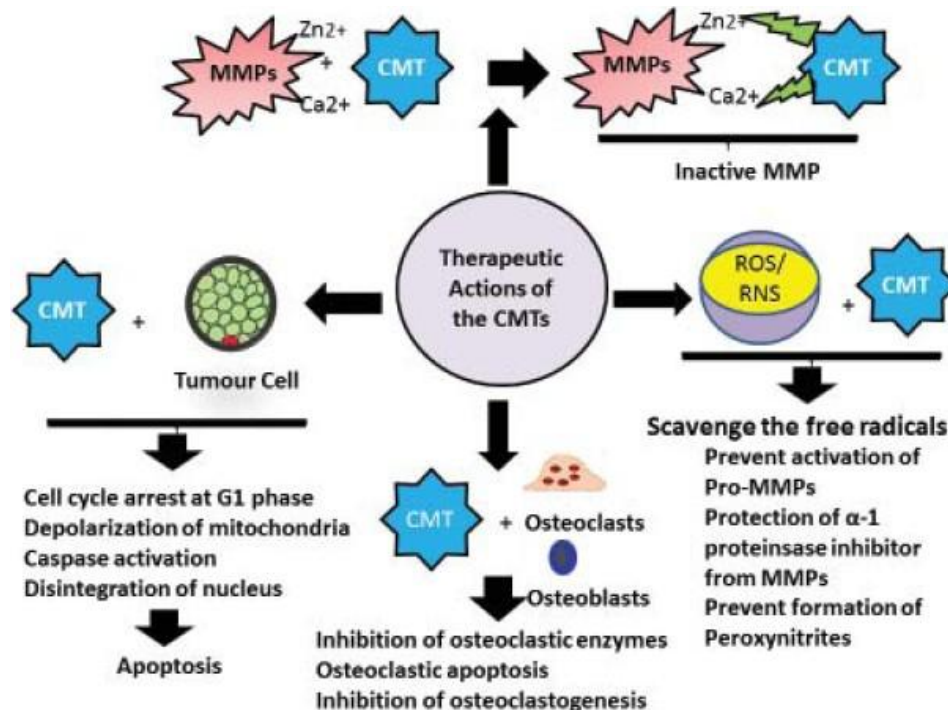 Zn2+
MMPs + CMT
Ca2+
Zn2+
MMPs CMT
Ca2+
Inactive MMP
Therapeutic
Actions of
the CMTs
CMT + 
Tumour Cell
Cell cycle arrest at G1 phase
Depolarization of mitochondria
Caspase activation
Disintegration of nucleus
Apoptosis
CMT + Osteoclasts
Osteoblasts
Inhibition of osteoclastic enzymes
Osteoclastic apoptosis
Inhibition of osteoclastogenesis
ROS/
RNS + CMT
Scavenge the free radicals
Prevent activation of
Pro-MMPs
Protection of α-1
proteinsase inhibitor
from MMPs
Prevent formation of
Peroxynitrites